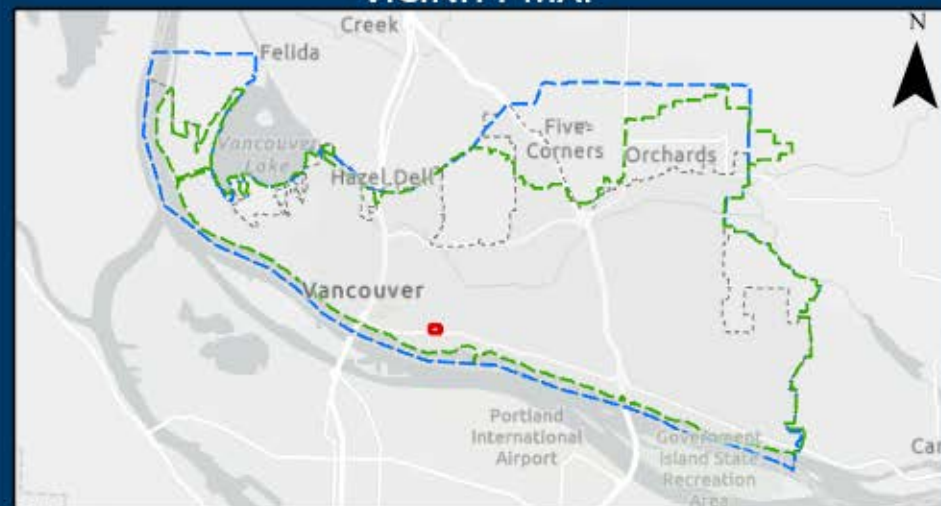 N
Creek
Felida
Vancouver
Lake
Five
Corners
Orchards
Hazel Dell
Vancouver
Portland
International
Airport
Government
Island State
Recreation
Area